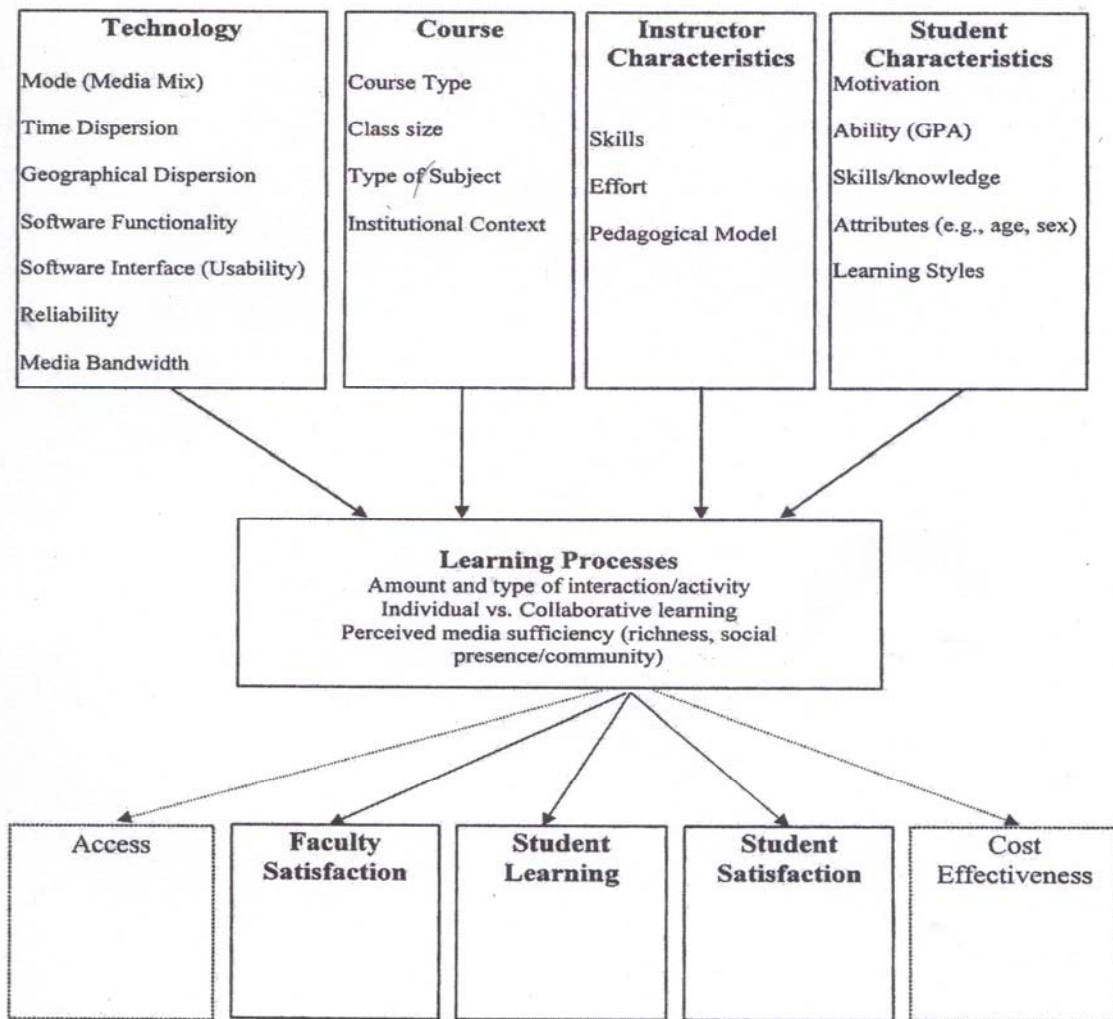 Technology
Mode (Media Mix)
Time Dispersion
Geographical Dispersion
Software Functionality
Software Interface (Usability)
Reliability
Media Bandwidth
Course
Course Type
Class size
Type of Subject
Institutional Context
Instructor
Characteristics
Skills
Effort
Pedagogical Model
Student
Characteristics
Motivation
Ability (GPA)
Skills/knowledge
Attributes (e.g., age, sex)
Learning Styles
Learning Processes
Amount and type of interaction/activity
Individual vs. Collaborative learning
Perceived media sufficiency (richness, social
presence/community)
Access
Faculty
Satisfaction
Student
Learning
Student
Satisfaction
Cost
Effectiveness